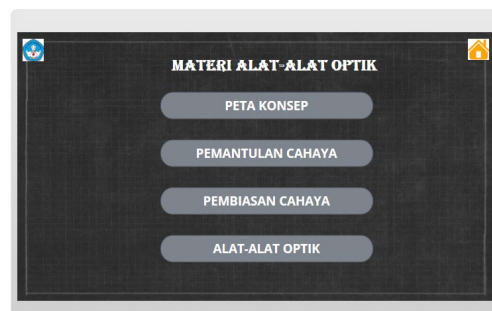 MATERI ALAT-ALAT OPTIK
PETA KONSEP
PEMANTULAN CAHAYA
PEMBIASAN CAHAYA
ALAT-ALAT OPTIK